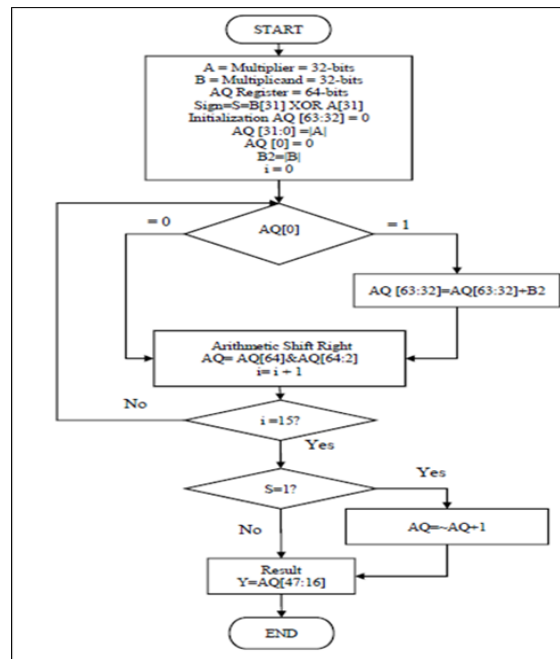 START
A = Multiplier = 32-bits
B = Multiplicand = 32-bits
AQ Register = 64-bits
Sign=S=B[31] XOR A[31]
Initialization AQ [63:32] = 0
AQ [31:0] =|A|
AQ [0] = 0
B2=|B|
i = 0
= 0
AQ[0]
= 1
AQ [63:32]=AQ[63:32]+B2
Arithmetic Shift Right
AQ= AQ[64]&AQ[64:2]
i= i + 1
No
i =15?
Yes
S=1?
Yes
No
AQ=~AQ+1
Result
Y=AQ[47:16]
END